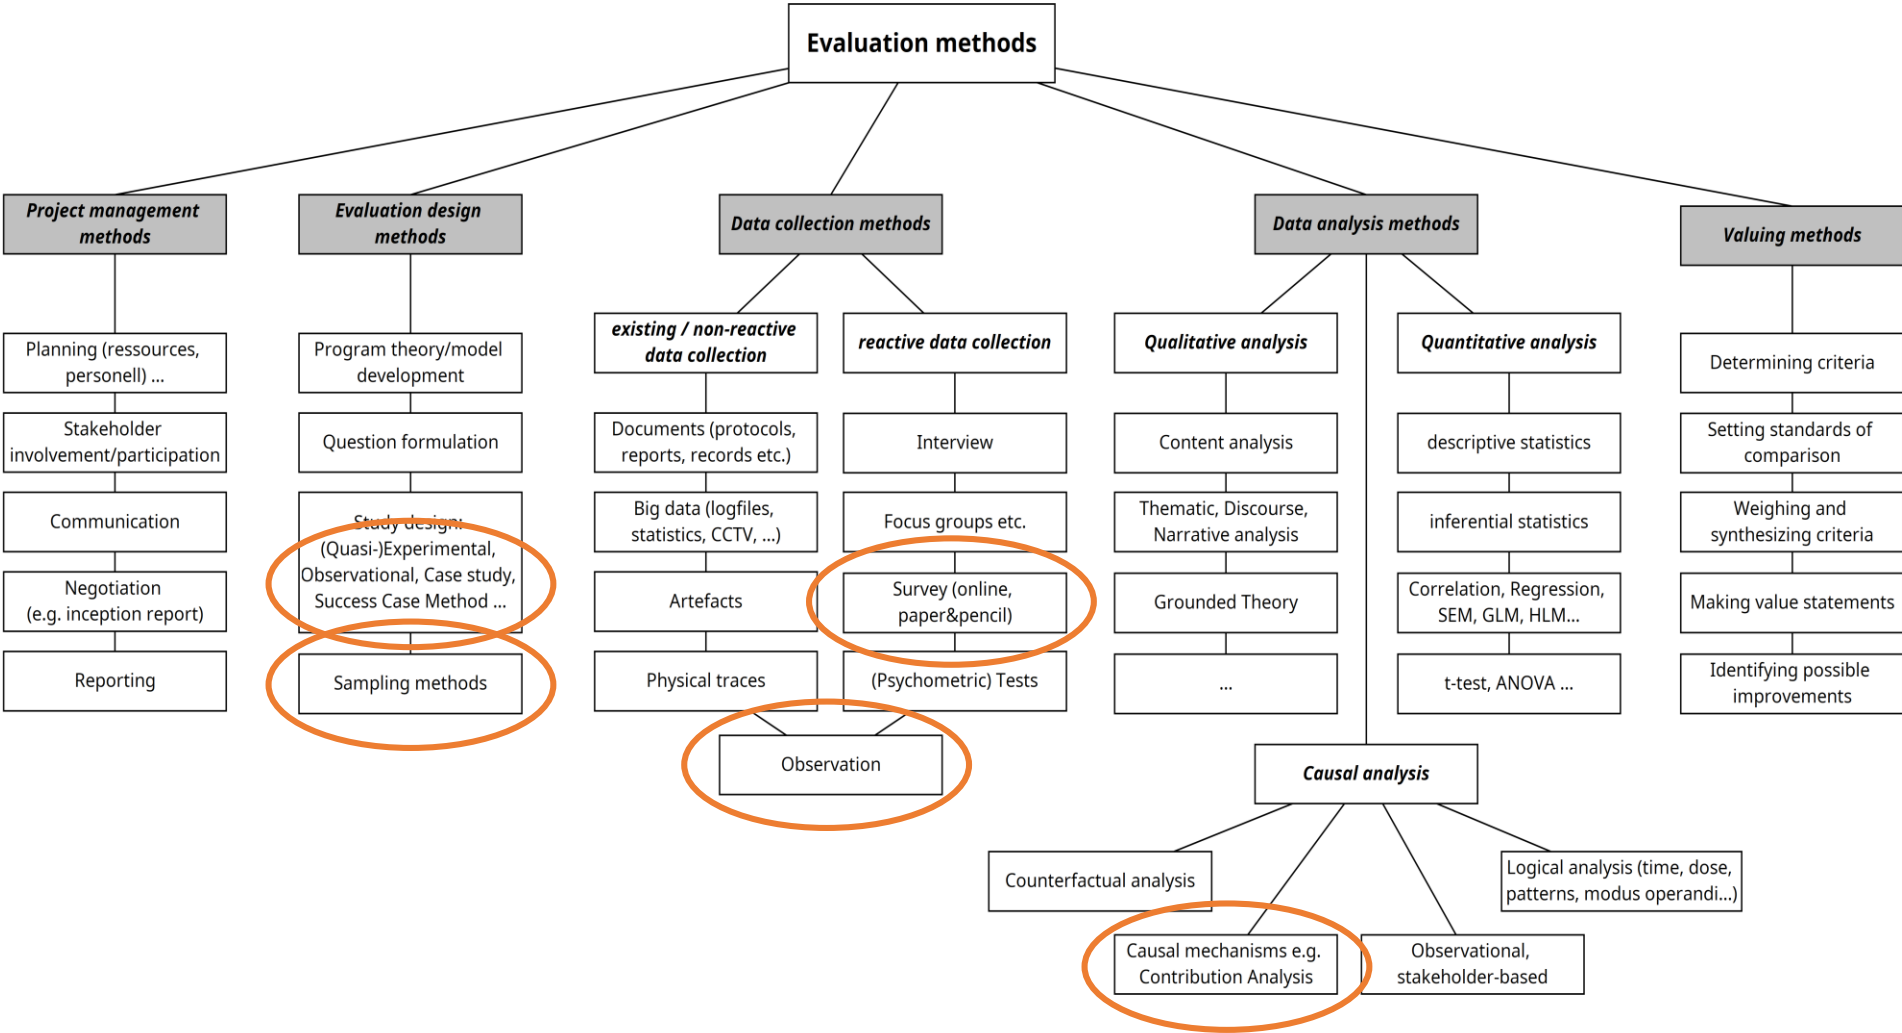 Evaluation methods
Project management
methods
Planning (ressources,
personell) ...
Stakeholder
involvement/participation
Communication
Negotiation
(e.g. inception report)
Reporting
Evaluation design
methods
Program theory/model
development
Question formulation
Study design:
(Quasi-)Experimental,
Observational, Case study,
Success Case Method ...
Sampling methods
Data collection methods
existing / non-reactive
data collection
Documents (protocols,
reports, records etc.)
Big data (logfiles,
statistics, CCTV, ...)
Artefacts
Physical traces
reactive data collection
Interview
Focus groups etc.
Survey (online,
paper&pencil)
(Psychometric) Tests
Observation
Data analysis methods
Qualitative analysis
Content analysis
Thematic, Discourse,
Narrative analysis
Grounded Theory
...
Quantitative analysis
descriptive statistics
inferential statistics
Correlation, Regression,
SEM, GLM, HLM...
t-test, ANOVA ...
Causal analysis
Counterfactual analysis
Causal mechanisms e.g.
Contribution Analysis
Observational,
stakeholder-based
Logical analysis (time, dose,
patterns, modus operandi...)
Valuing methods
Determining criteria
Setting standards of
comparison
Weighing and
synthesizing criteria
Making value statements
Identifying possible
improvements